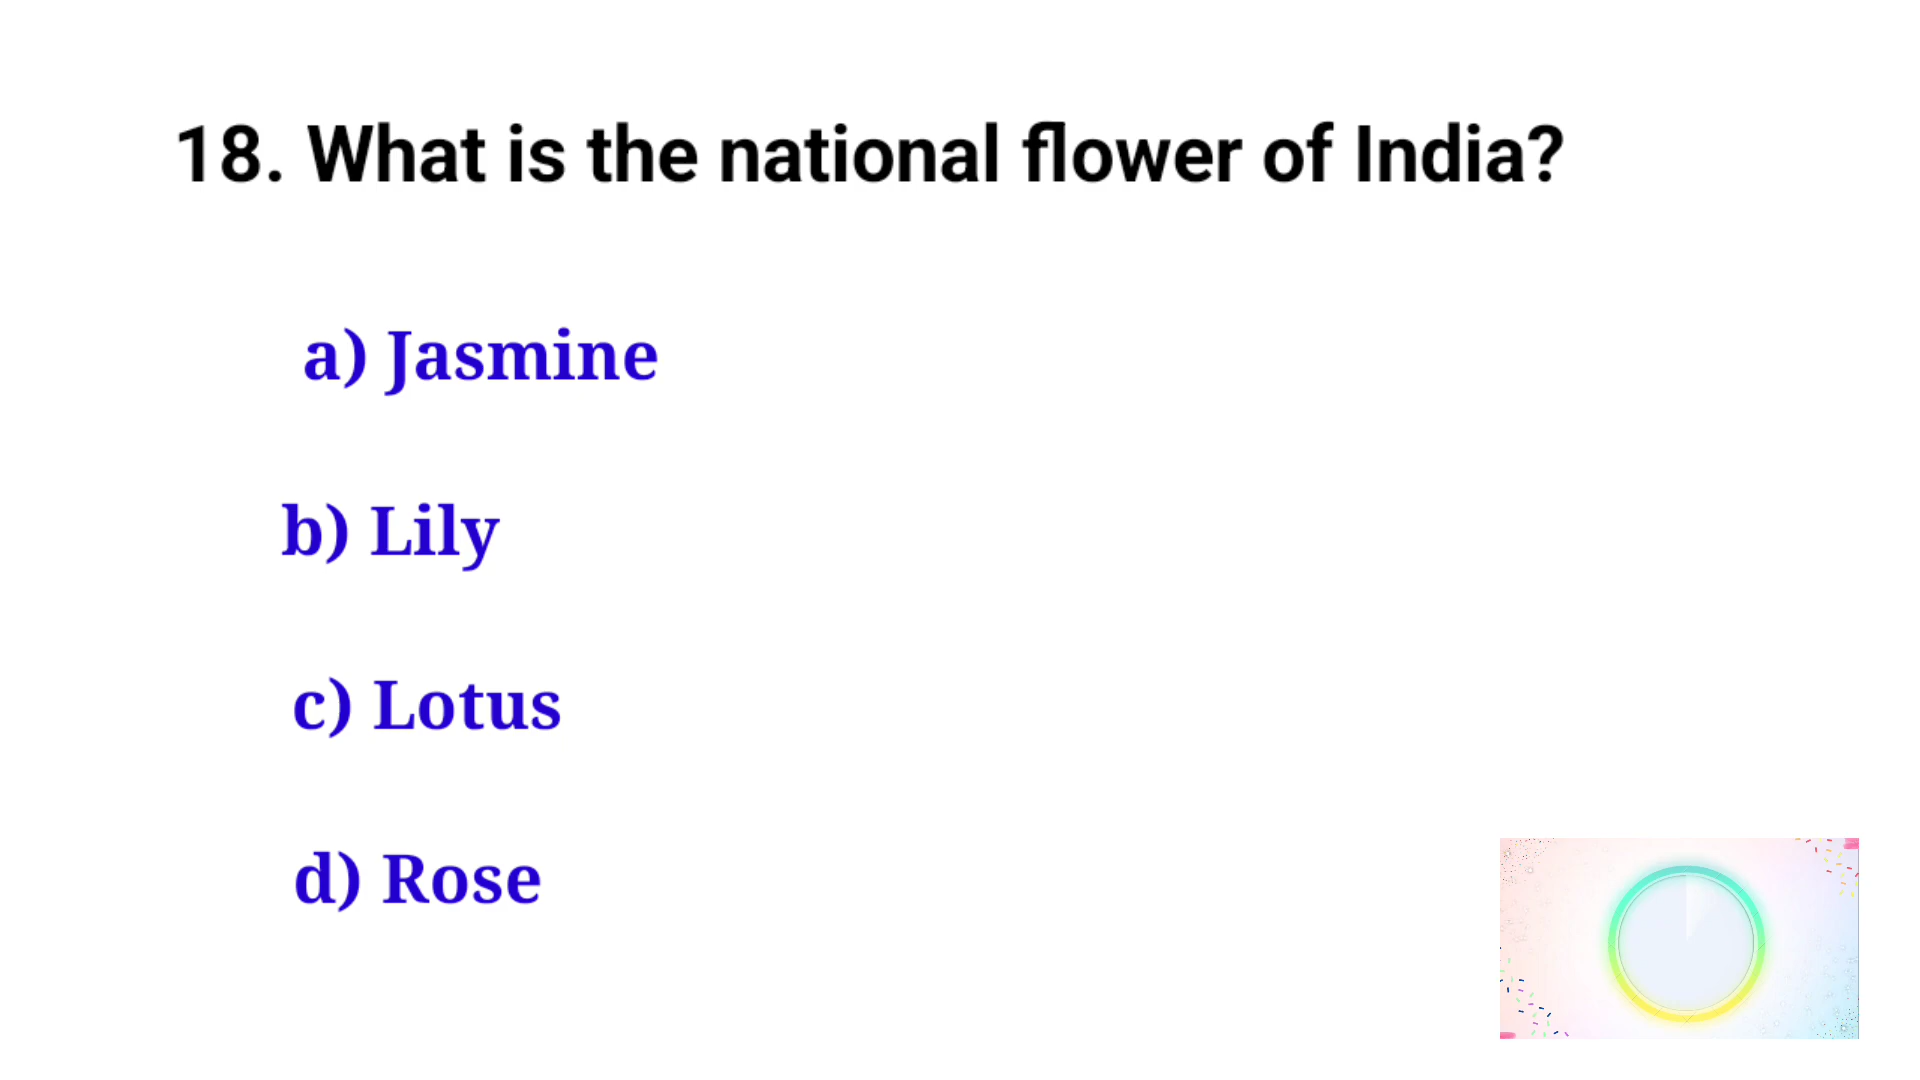 18. What is the national flower of India?
a) Jasmine
b) Lily
c) Lotus
d) Rose